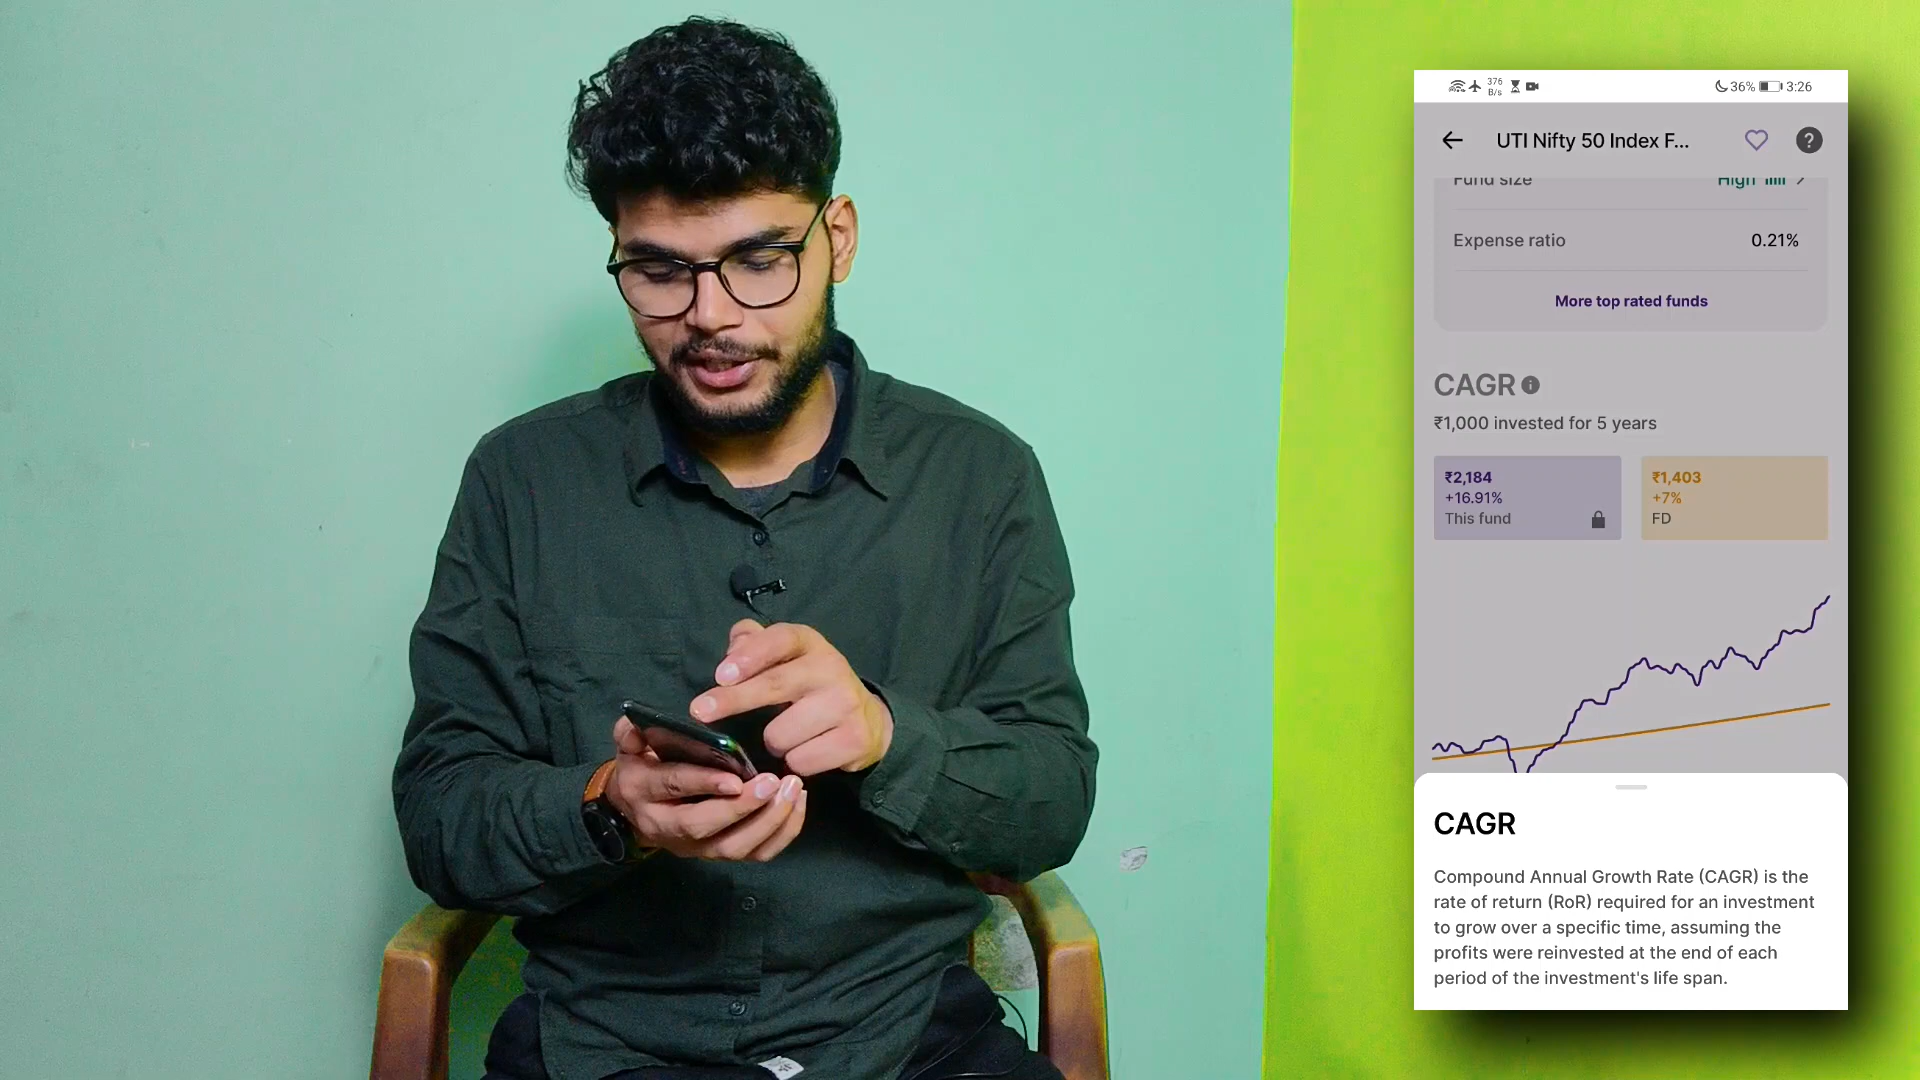 376
B/s
36%
3:26
UTI Nifty 50 Index F...
Fund size
High
Expense ratio
0.21%
More top rated funds
CAGR
₹1,000 invested for 5 years
₹2,184
+16.91%
This fund
₹1,403
+7%
FD
CAGR
Compound Annual Growth Rate (CAGR) is the
rate of return (RoR) required for an investment
to grow over a specific time, assuming the
profits were reinvested at the end of each
period of the investment's life span.